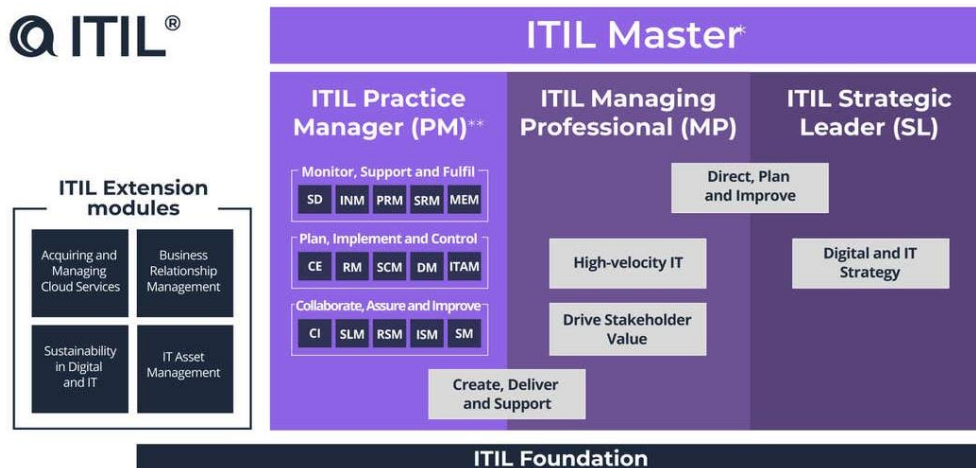 ITIL®
ITIL Master*
ITIL Practice
Manager (PM)**
ITIL Managing
Professional (MP)
ITIL Strategic
Leader (SL)
Monitor, Support and Fulfil
SD INM PRM SRM MEM
Plan, Implement and Control
CE RM SCM DM ITAM
Collaborate, Assure and Improve
CI SLM RSM ISM SM
Direct, Plan
and Improve
High-velocity IT
Digital and IT
Strategy
Drive Stakeholder
Value
Create, Deliver
and Support
ITIL Extension
modules
Acquiring and
Managing
Cloud Services
Business
Relationship
Management
Sustainability
in Digital
and IT
IT Asset
Management
ITIL Foundation